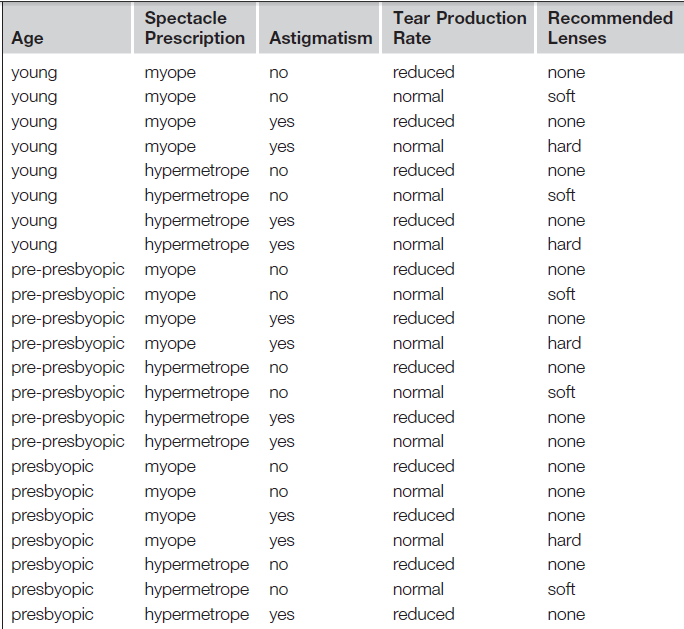 Age Spectacle Prescription Astigmatism Tear Production Rate Recommended Lenses
young myope no reduced none
young myope no normal soft
young myope yes reduced none
young myope yes normal hard
young hypermetrope no reduced none
young hypermetrope no normal soft
young hypermetrope yes reduced none
young hypermetrope yes normal hard
pre-presbyopic myope no reduced none
pre-presbyopic myope no normal soft
pre-presbyopic myope yes reduced none
pre-presbyopic myope yes normal hard
pre-presbyopic hypermetrope no reduced none
pre-presbyopic hypermetrope no normal soft
pre-presbyopic hypermetrope yes reduced none
pre-presbyopic hypermetrope yes normal none
presbyopic myope no reduced none
presbyopic myope no normal none
presbyopic myope yes reduced none
presbyopic myope yes normal hard
presbyopic hypermetrope no reduced none
presbyopic hypermetrope no normal soft
presbyopic hypermetrope yes reduced none